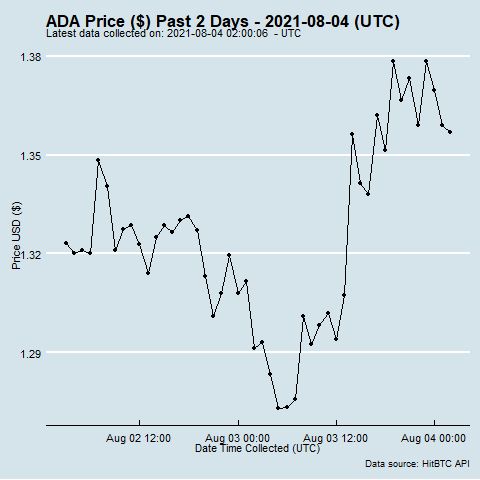 ADA Price ($) Past 2 Days - 2021-08-04 (UTC)
Latest data collected on: 2021-08-04 02:00:06  - UTC
1.38
1.35
1.32
1.29
Price USD ($)
Aug 02 12:00
Aug 03 00:00
Aug 03 12:00
Aug 04 00:00
Date Time Collected (UTC)
Data source: HitBTC API